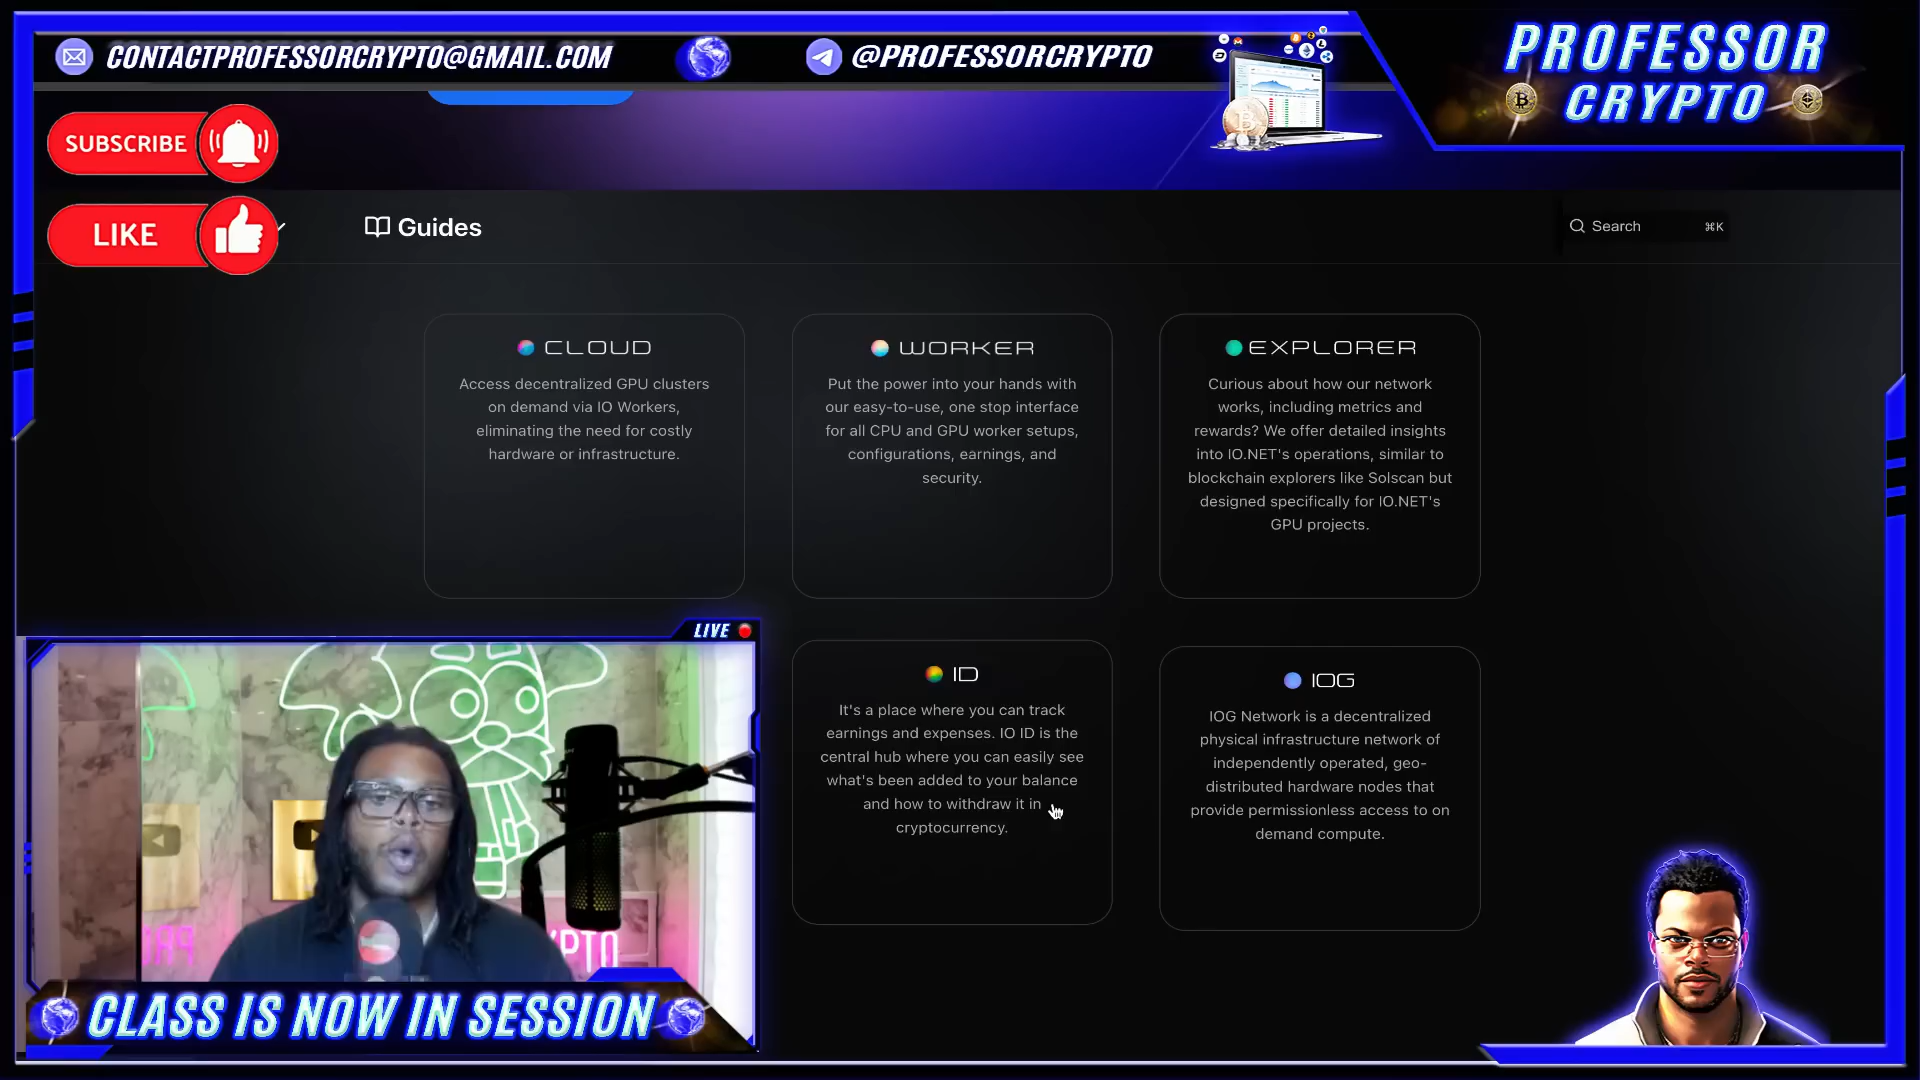 CONTACTPROFESSORCRYPTO@GMAIL.COM
@PROFESSORCRYPTO
PROFESSOR
CRYPTO
SUBSCRIBE
LIKE
Guides
Search
⌘K
CLOUD
Access decentralized GPU clusters
on demand via IO Workers,
eliminating the need for costly
hardware or infrastructure.
WORKER
Put the power into your hands with
our easy-to-use, one stop interface
for all CPU and GPU worker setups,
configurations, earnings, and
security.
EXPLORER
Curious about how our network
works, including metrics and
rewards? We offer detailed insights
into IO.NET's operations, similar to
blockchain explorers like Solscan but
designed specifically for IO.NET's
GPU projects.
ID
It's a place where you can track
earnings and expenses. IO ID is the
central hub where you can easily see
what's been added to your balance
and how to withdraw it in
cryptocurrency.
IOG
IOG Network is a decentralized
physical infrastructure network of
independently operated, geo-
distributed hardware nodes that
provide permissionless access to on
demand compute.
LIVE
CLASS IS NOW IN SESSION